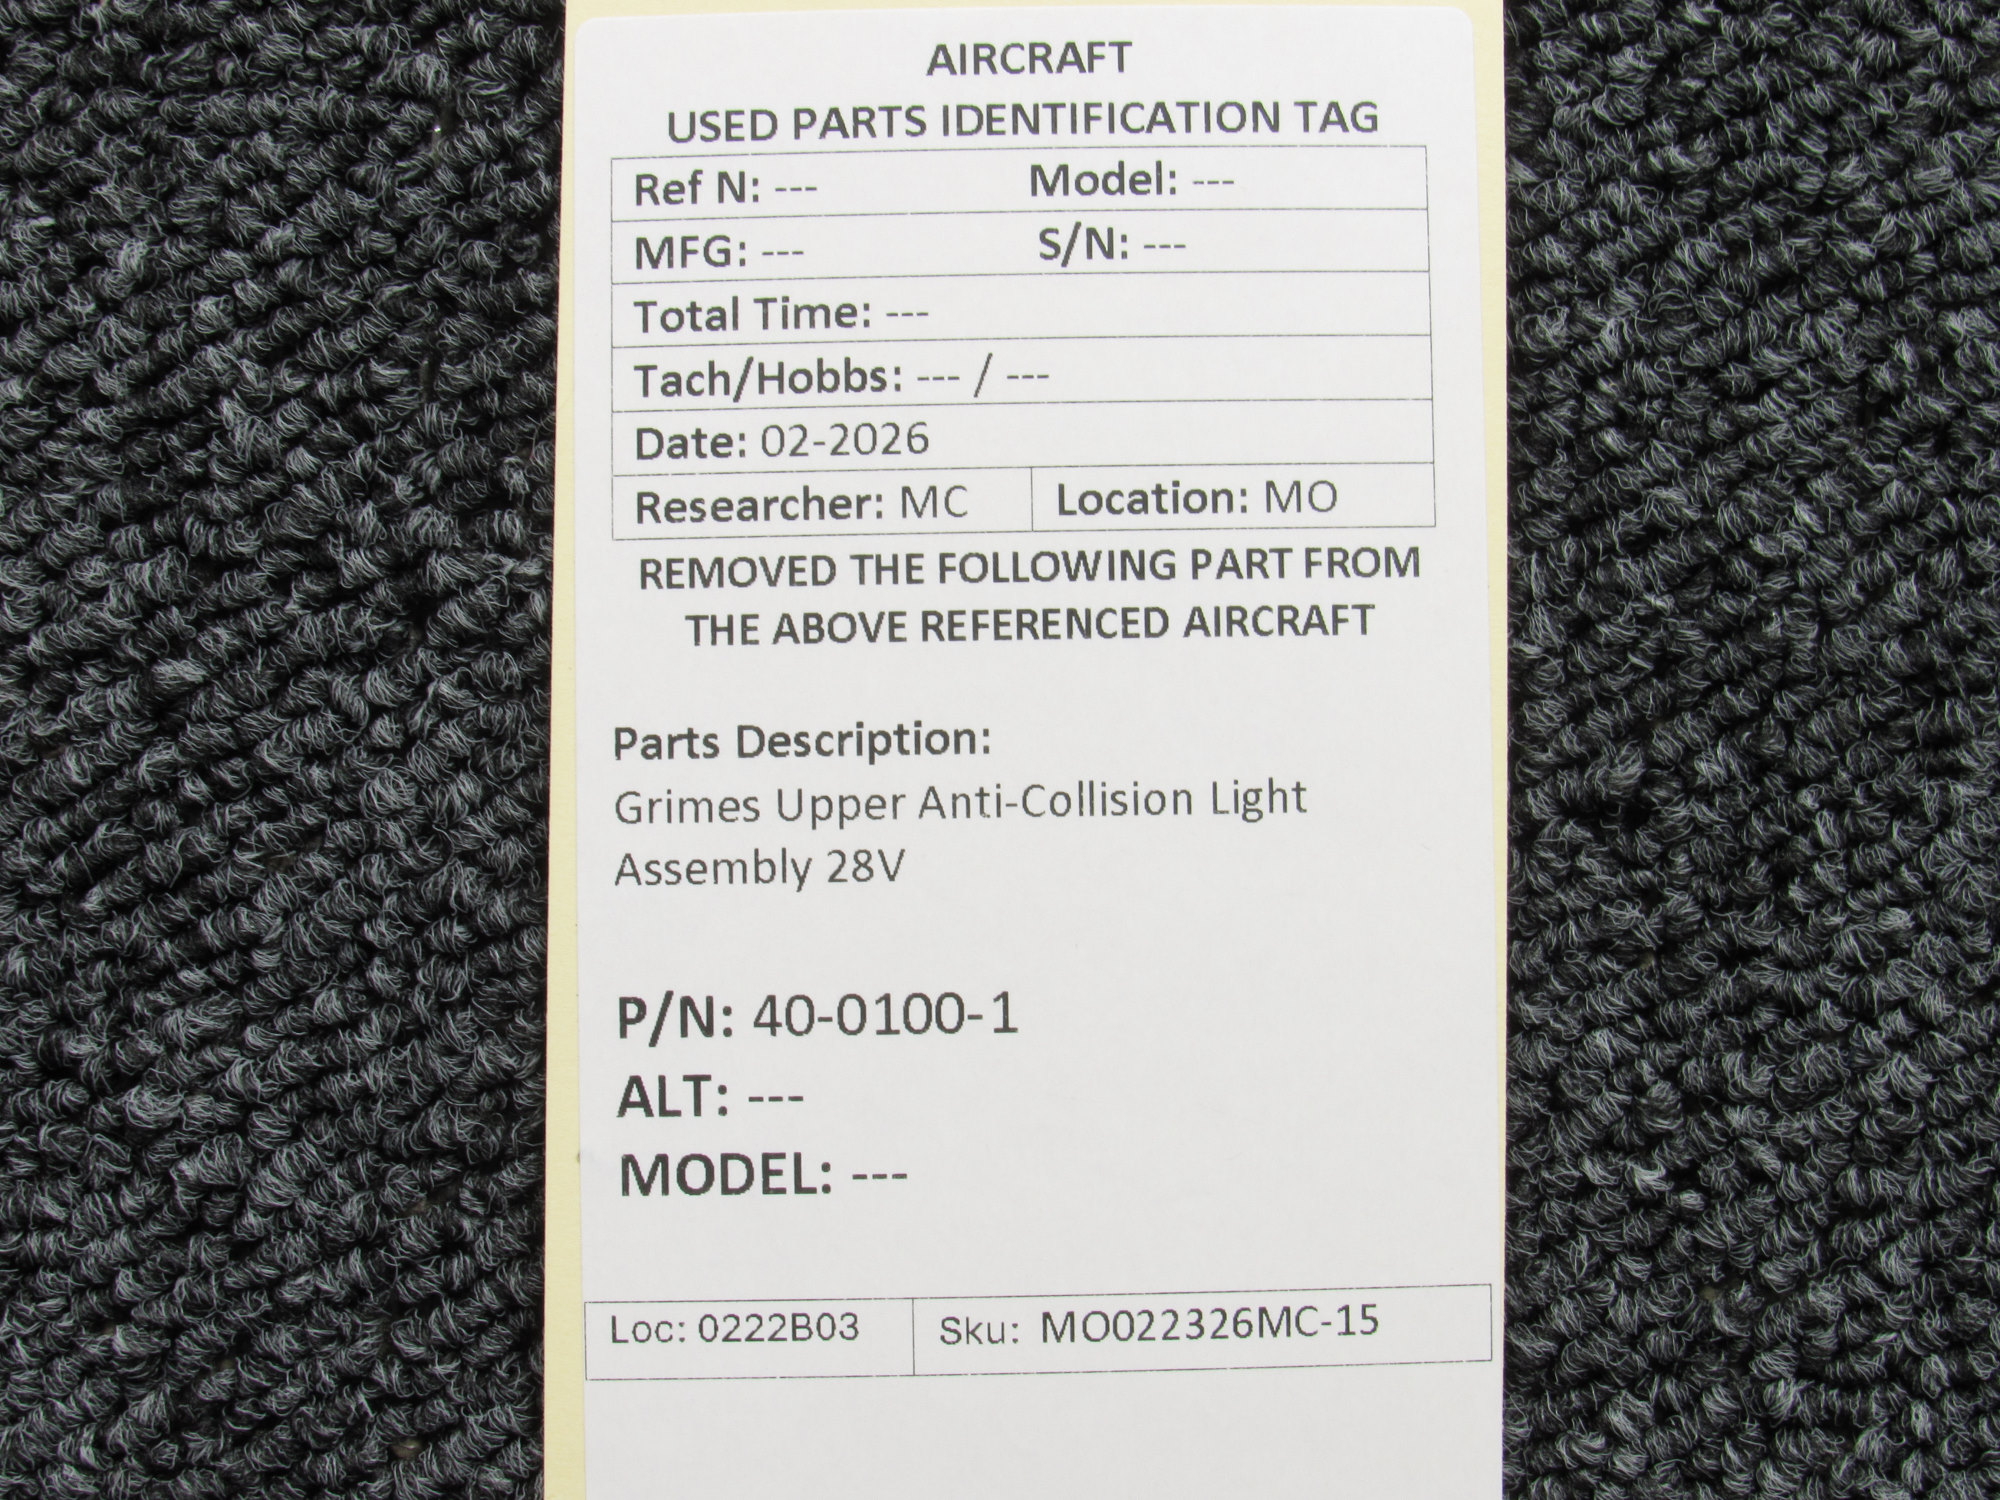 AIRCRAFT
USED PARTS IDENTIFICATION TAG
Ref N: --- Model: ---
MFG: --- S/N: ---
Total Time: ---
Tach/Hobbs: --- / ---
Date: 02-2026
Researcher: MC Location: MO
REMOVED THE FOLLOWING PART FROM
THE ABOVE REFERENCED AIRCRAFT
Parts Description:
Grimes Upper Anti-Collision Light
Assembly 28V
P/N: 40-0100-1
ALT: ---
MODEL: ---
Loc: 0222B03 Sku: MO022326MC-15